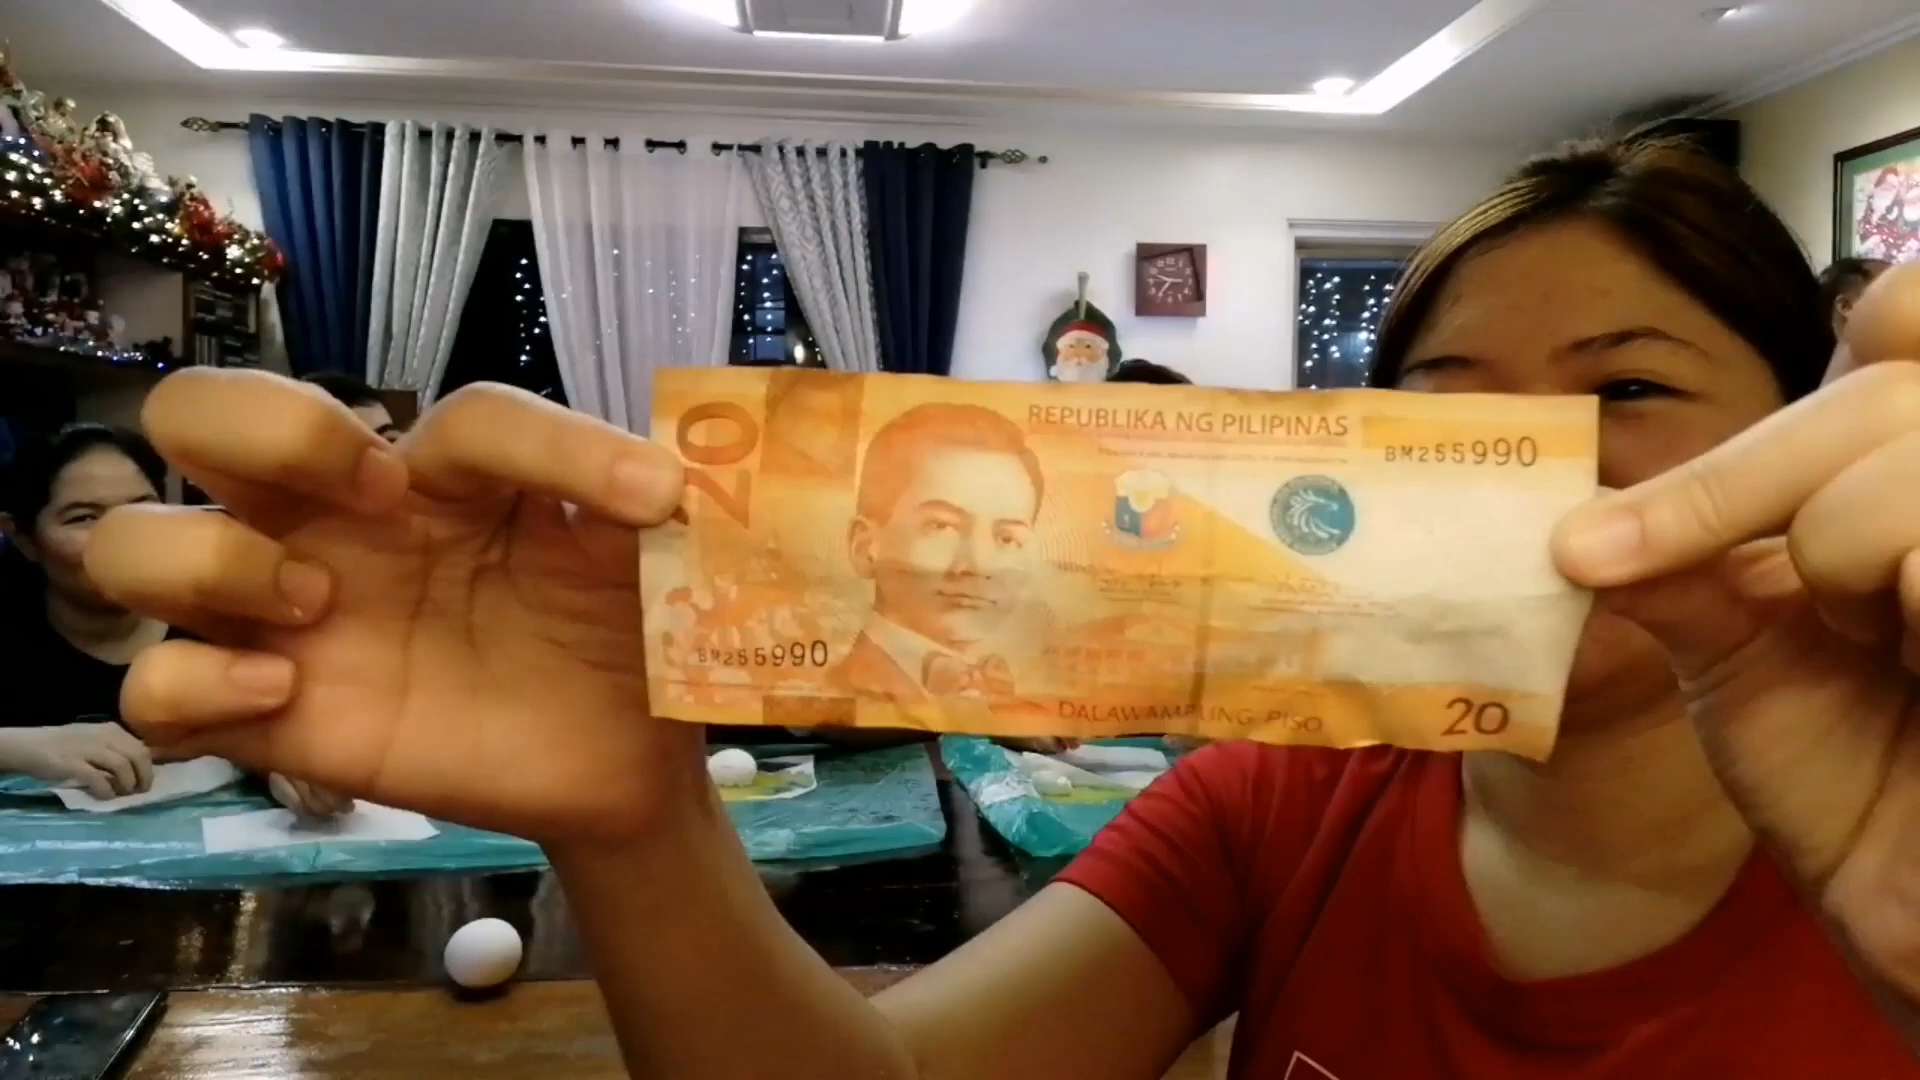 20
REPUBLIKA NG PILIPINAS
BM255990
BM255990
DALAWAMPUNG PISO
20